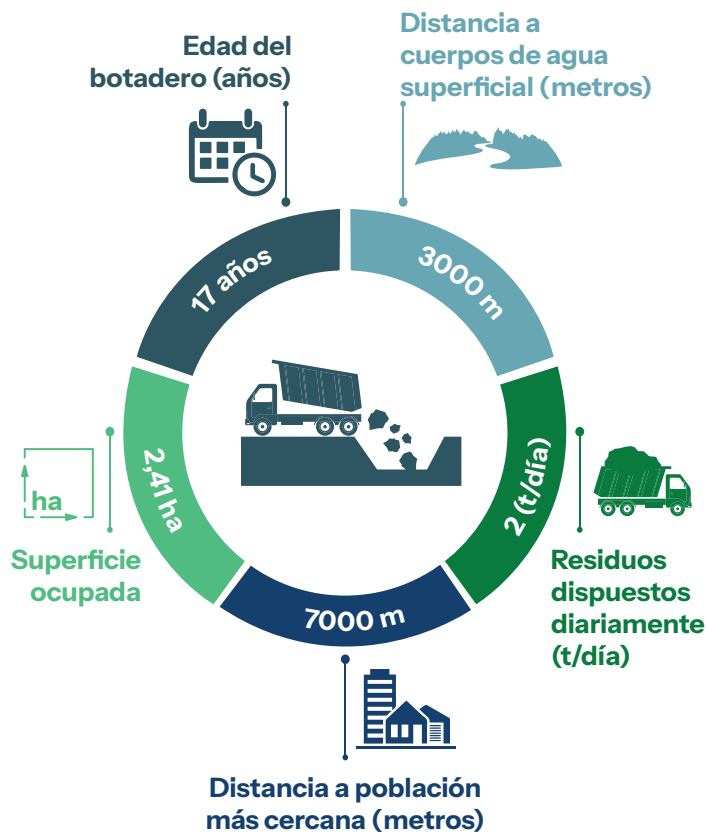 Edad del
botadero (años)
Distancia a
cuerpos de agua
superficial (metros)
17 años
3000 m
2,41 ha
2 (t/día)
7000 m
ha
Superficie
ocupada
Residuos
dispuestos
diariamente
(t/día)
Distancia a población
más cercana (metros)